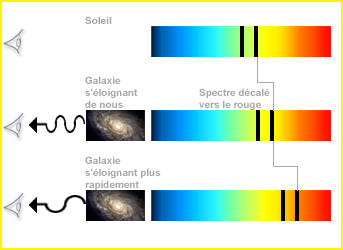 Soleil
Galaxie
s'éloignant
de nous
Spectre décalé
vers le rouge
Galaxie
s'éloignant plus
rapidement